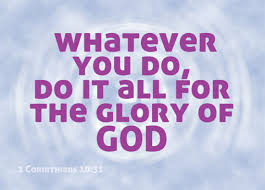 WHATEVER
YOU DO,
DO IT ALL FOR
THE GLORY OF
GOD
1 CORINTHIANS 10:31